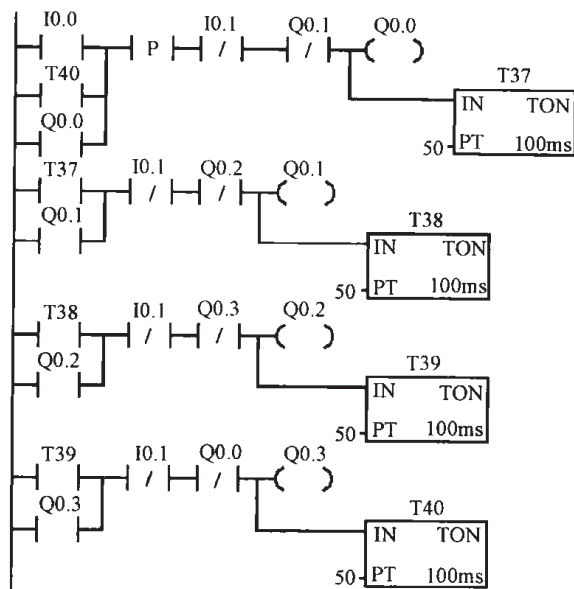 I0.0
P
I0.1
/
Q0.1
/
Q0.0
T40
Q0.0
T37
IN TON
50 PT 100ms
T37
I0.1
/
Q0.2
/
Q0.1
Q0.1
T38
IN TON
50 PT 100ms
T38
I0.1
/
Q0.3
/
Q0.2
Q0.2
T39
IN TON
50 PT 100ms
T39
I0.1
/
Q0.0
/
Q0.3
Q0.3
T40
IN TON
50 PT 100ms